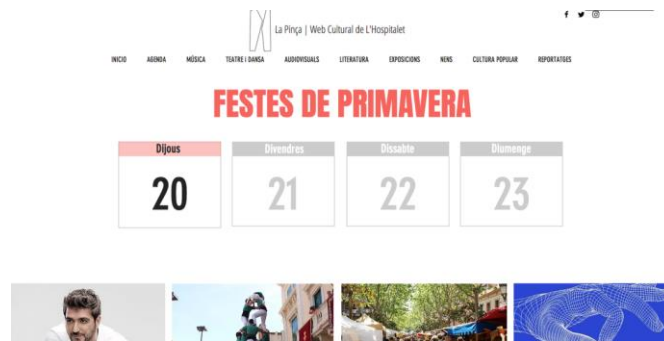 La Pinça | Web Cultural de L'Hospitalet
INICIO AGENDA MÚSICA TEATRE I DANSA AUDIOVISUALS LITERATURA EXPOSICIONS NENS CULTURA POPULAR REPORTATGES
FESTES DE PRIMAVERA
Dijous Divendres Dissabte Diumenge
20 21 22 23